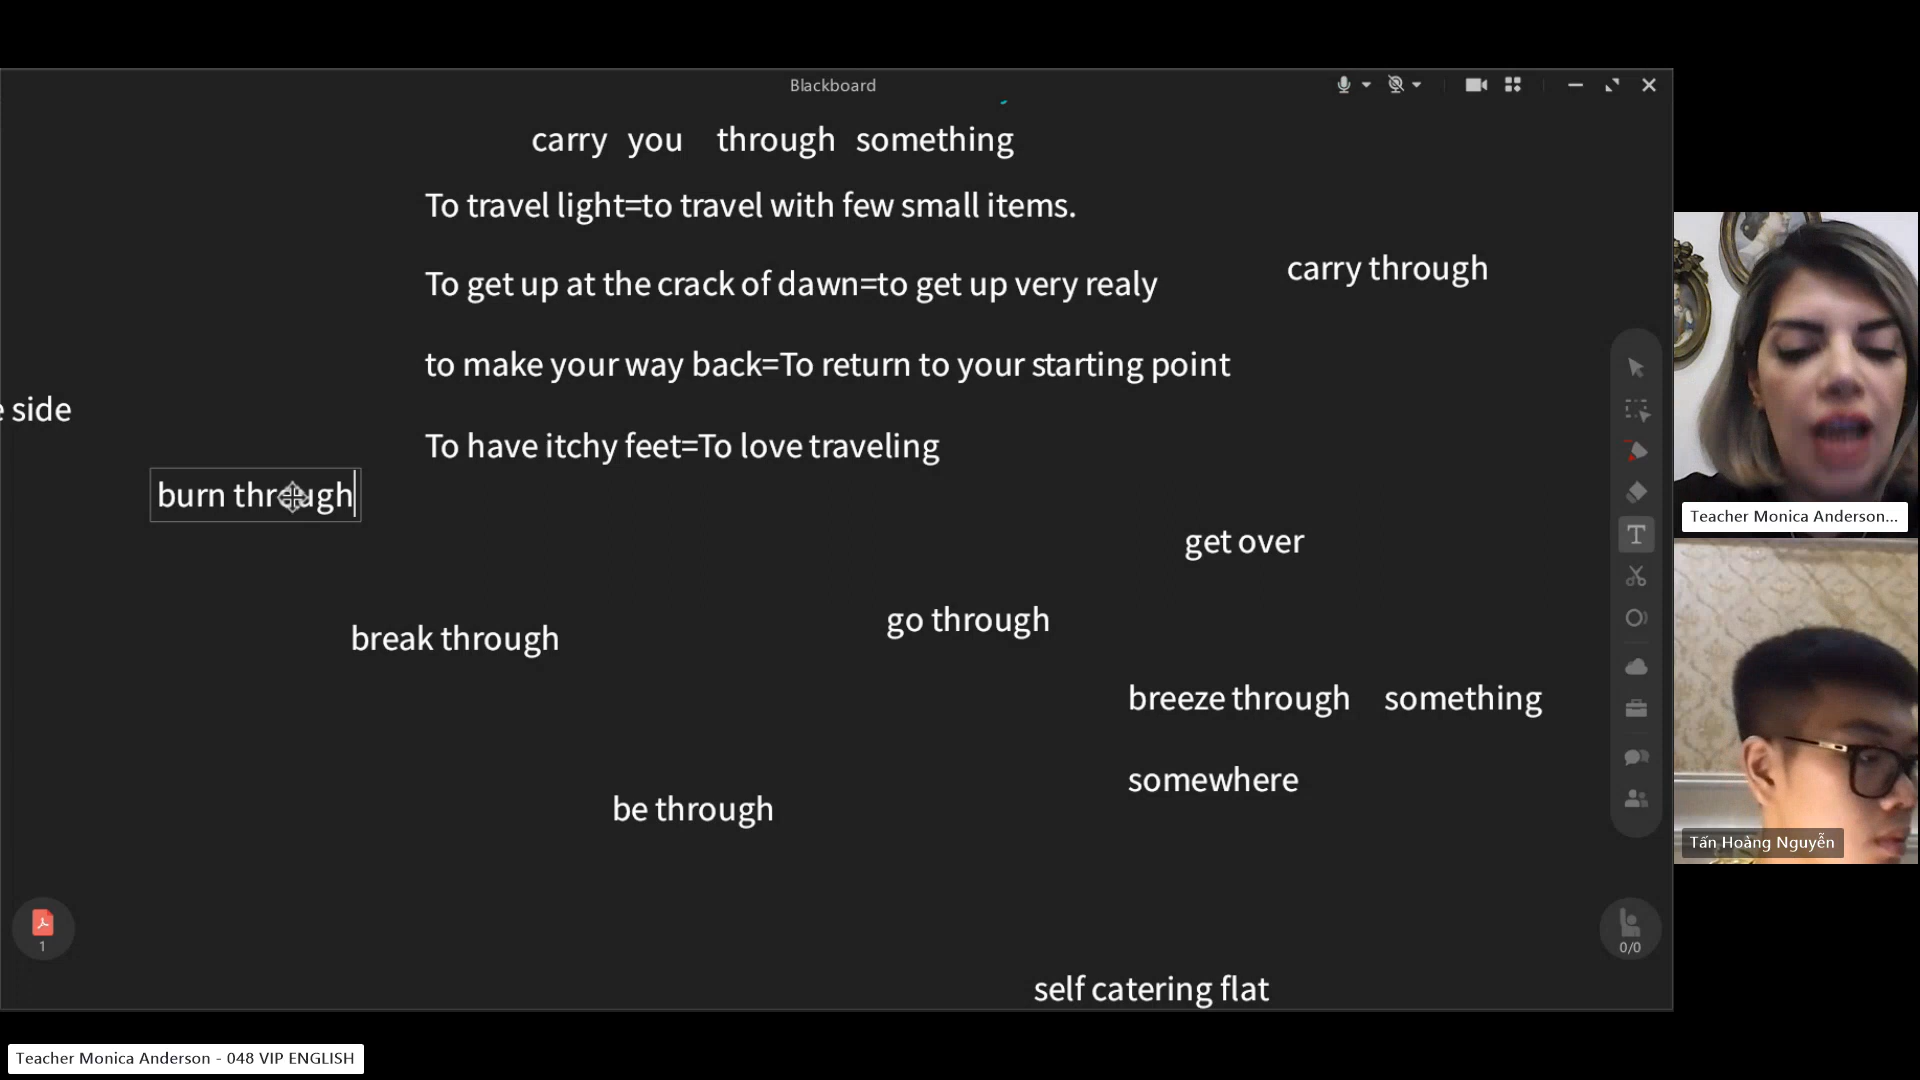 Blackboard
carry you through something
To travel light=to travel with few small items.
carry through
To get up at the crack of dawn=to get up very realy
to make your way back=To return to your starting point
side
To have itchy feet=To love traveling
burn through
Teacher Monica Anderson...
get over
go through
break through
breeze through something
somewhere
be through
Tấn Hoàng Nguyễn
1
0/0
self catering flat
Teacher Monica Anderson - 048 VIP ENGLISH